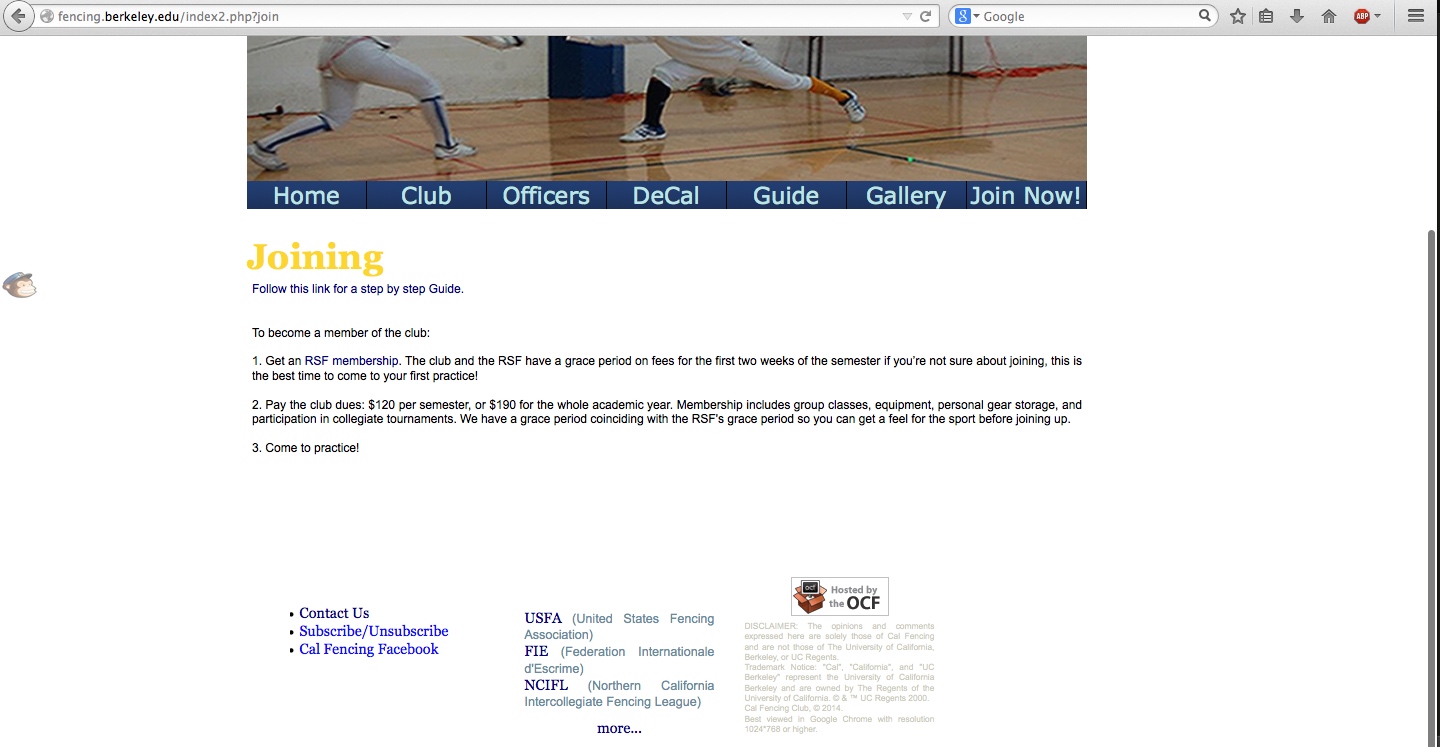 fencing.berkeley.edu/index2.php?join
8 Google
ABP
Home Club Officers DeCal Guide Gallery Join Now!
Joining
Follow this link for a step by step Guide.
To become a member of the club:
1. Get an RSF membership. The club and the RSF have a grace period on fees for the first two weeks of the semester if you're not sure about joining, this is
the best time to come to your first practice!
2. Pay the club dues: $120 per semester, or $190 for the whole academic year. Membership includes group classes, equipment, personal gear storage, and
participation in collegiate tournaments. We have a grace period coinciding with the RSF's grace period so you can get a feel for the sport before joining up.
3. Come to practice!
• Contact Us
• Subscribe/Unsubscribe
• Cal Fencing Facebook
USFA (United States Fencing
Association)
FIE (Federation Internationale
d'Escrime)
NCIFL (Northern California
Intercollegiate Fencing League)
more...
ocf
Hosted by
the OCF
DISCLAIMER: The opinions and comments
expressed here are solely those of Cal Fencing
and are not those of The University of California,
Berkeley, or UC Regents.
Trademark Notice: "Cal", "California", and "UC
Berkeley" represent the University of California
Berkeley and are owned by The Regents of the
University of California. © & ™ UC Regents 2000.
Cal Fencing Club, © 2014.
Best viewed in Google Chrome with resolution
1024*768 or higher.